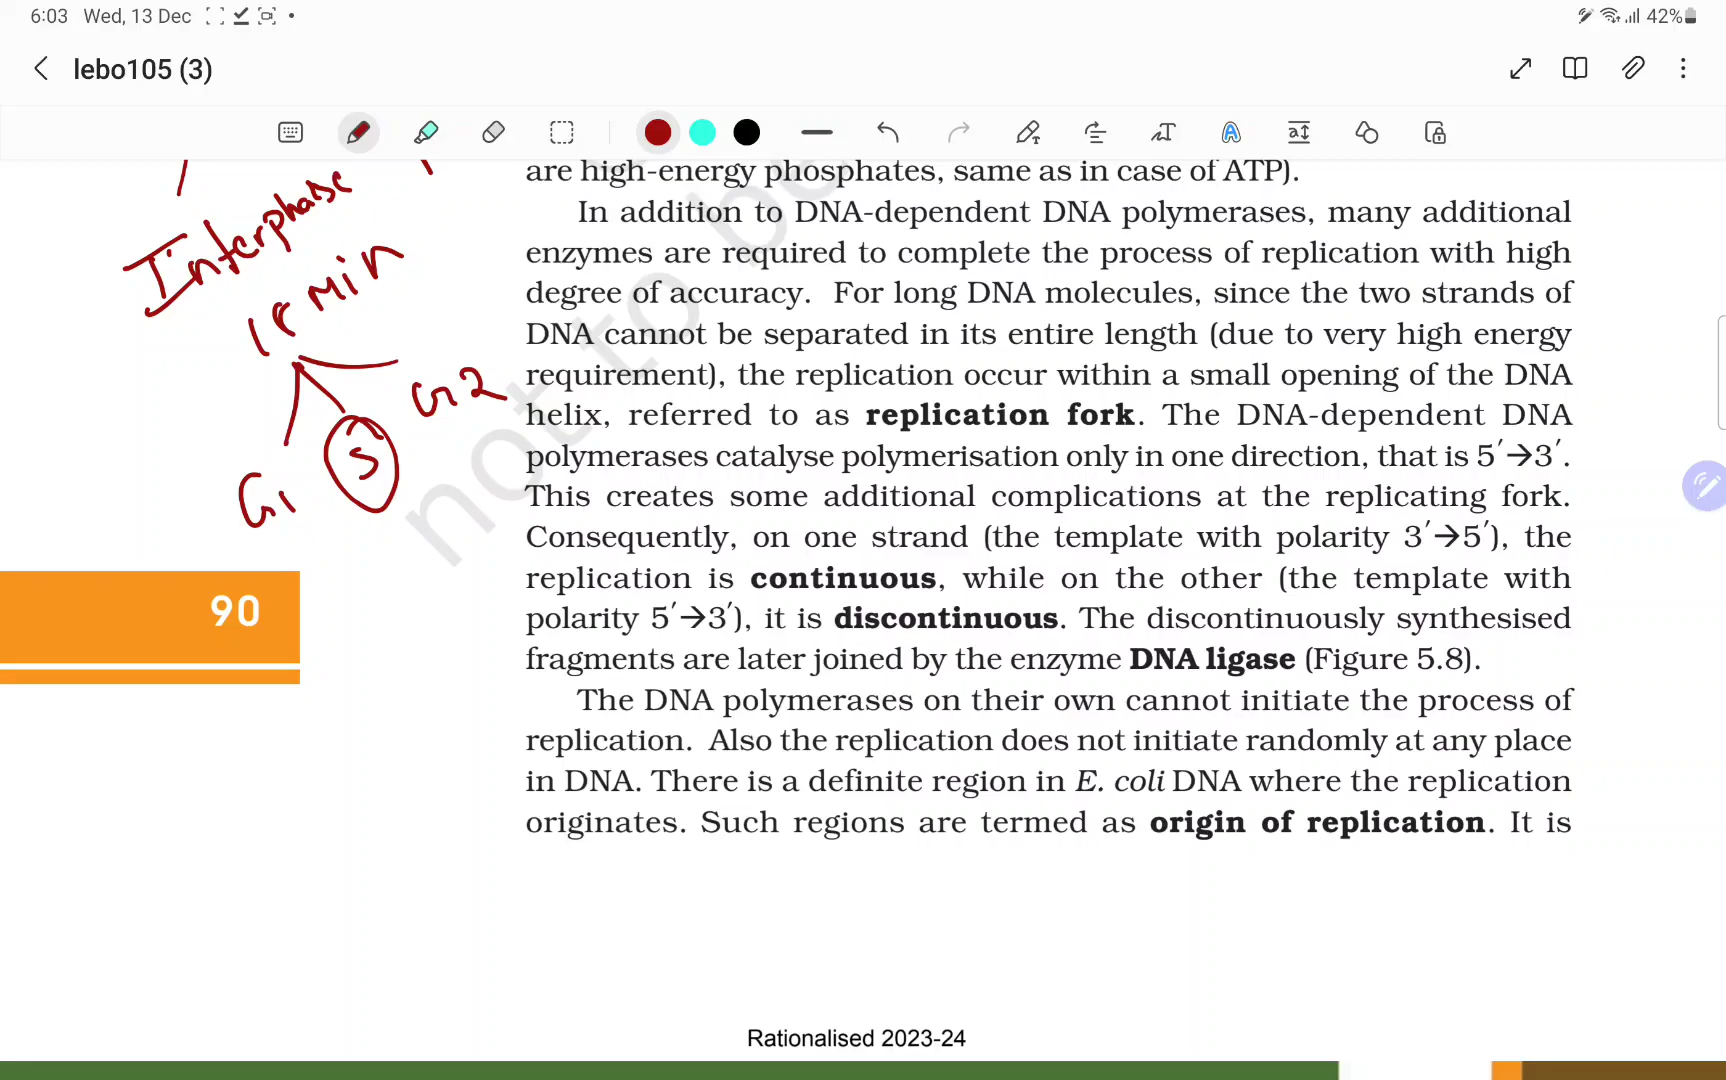 6:03 Wed, 13 Dec
42%
lebo105 (3)
are high-energy phosphates, same as in case of ATP).
In addition to DNA-dependent DNA polymerases, many additional
enzymes are required to complete the process of replication with high
degree of accuracy. For long DNA molecules, since the two strands of
DNA cannot be separated in its entire length (due to very high energy
requirement), the replication occur within a small opening of the DNA
helix, referred to as replication fork. The DNA-dependent DNA
polymerases catalyse polymerisation only in one direction, that is 5′→3′.
This creates some additional complications at the replicating fork.
Consequently, on one strand (the template with polarity 3′→5′), the
replication is continuous, while on the other (the template with
polarity 5′→3′), it is discontinuous. The discontinuously synthesised
fragments are later joined by the enzyme DNA ligase (Figure 5.8).
The DNA polymerases on their own cannot initiate the process of
replication. Also the replication does not initiate randomly at any place
in DNA. There is a definite region in E. coli DNA where the replication
originates. Such regions are termed as origin of replication. It is
Interphase
18 Min
G1
S
G2
not to be
90
Rationalised 2023-24